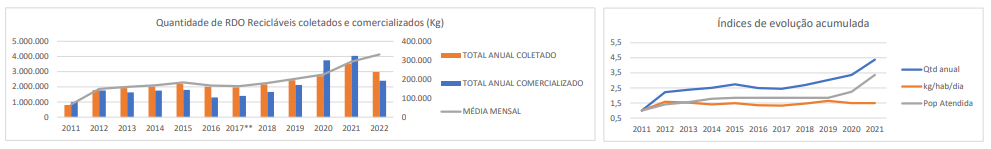 Quantidade de RDO Recicláveis coletados e comercializados (Kg)
5.000.000
4.000.000
3.000.000
2.000.000
1.000.000
0
400.000
300.000
200.000
100.000
0
2011 2012 2013 2014 2015 2016 2017** 2018 2019 2020 2021 2022
TOTAL ANUAL COLETADO
TOTAL ANUAL COMERCIALIZADO
MÉDIA MENSAL
Índices de evolução acumulada
5,5
4,5
3,5
2,5
1,5
0,5
2011 2012 2013 2014 2015 2016 2017 2018 2019 2020 2021
Qtd anual
kg/hab/dia
Pop Atendida